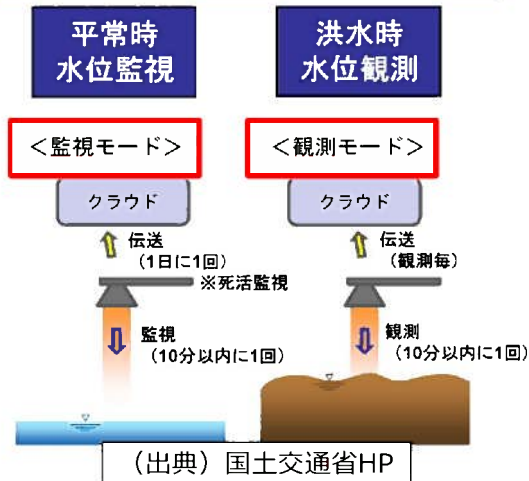 平常時
水位監視
<監視モード>
クラウド
伝送
(1日に1回)
※死活監視
監視
(10分以内に1回)
洪水時
水位観測
<観測モード>
クラウド
伝送
(観測毎)
観測
(10分以内に1回)
(出典)国土交通省HP